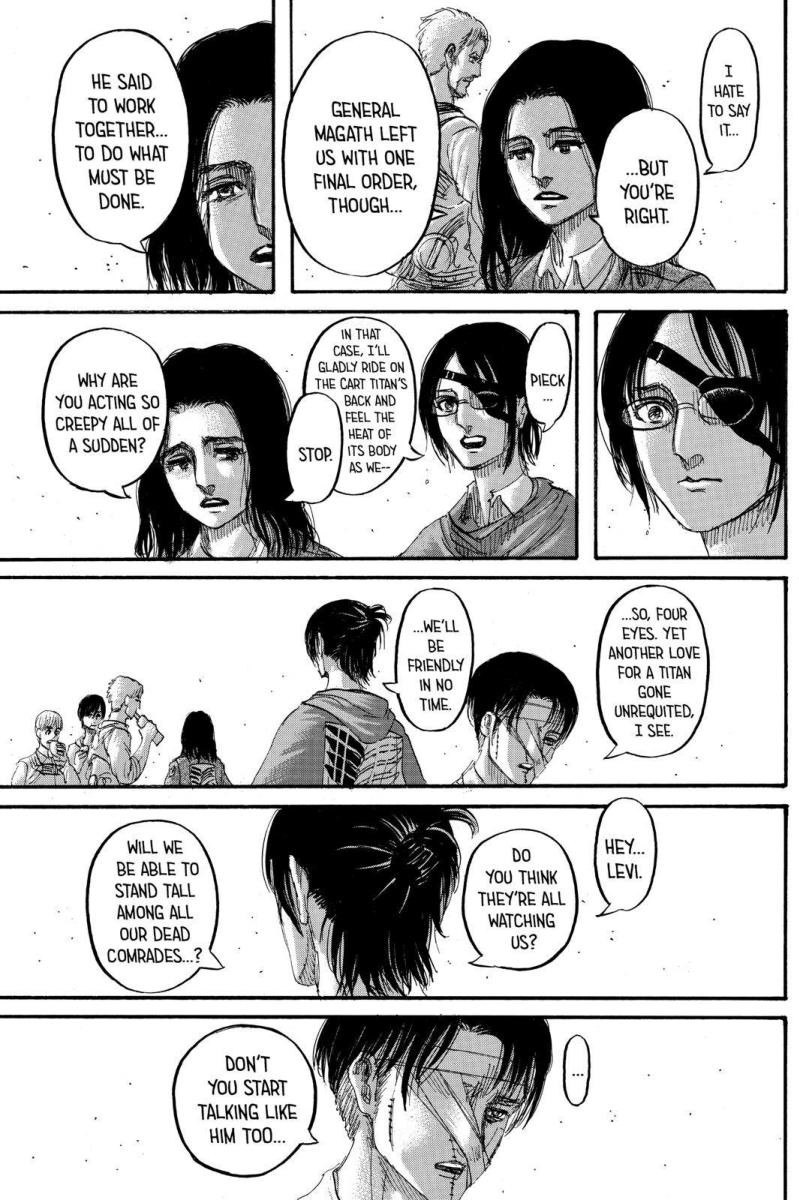 I
HATE
TO SAY
IT...
...BUT
YOU'RE
RIGHT.
GENERAL
MAGATH LEFT
US WITH ONE
FINAL ORDER,
THOUGH...
HE SAID
TO WORK
TOGETHER...
TO DO WHAT
MUST BE
DONE.
PIECK
...
IN THAT
CASE, I'LL
GLADLY RIDE ON
THE CART TITAN'S
BACK AND
FEEL THE
HEAT OF
ITS BODY
AS WE--
STOP.
WHY ARE
YOU ACTING SO
CREEPY ALL OF
A SUDDEN?
...SO, FOUR
EYES. YET
ANOTHER LOVE
FOR A TITAN
GONE
UNREQUITED,
I SEE.
...WE'LL
BE
FRIENDLY
IN NO
TIME.
HEY...
LEVI.
DO
YOU THINK
THEY'RE ALL
WATCHING
US?
WILL WE
BE ABLE TO
STAND TALL
AMONG ALL
OUR DEAD
COMRADES...?
...
DON'T
YOU START
TALKING LIKE
HIM TOO...